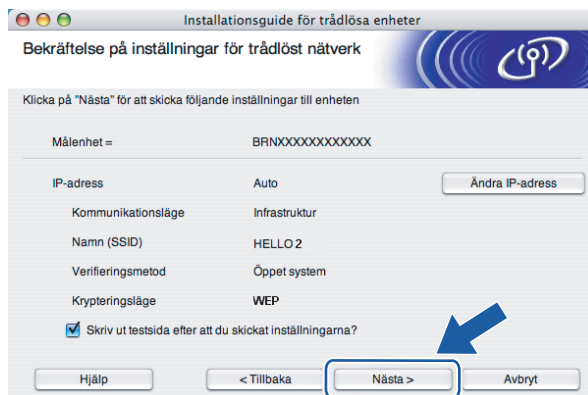 Installationsguide för trådlösa enheter
Bekräftelse på inställningar för trådlöst nätverk
Klicka på "Nästa" för att skicka följande inställningar till enheten
Målenhet = BRNXXXXXXXXXXXX
IP-adress Auto Ändra IP-adress
Kommunikationsläge Infrastruktur
Namn (SSID) HELLO 2
Verifieringsmetod Öppet system
Krypteringsläge WEP
Skriv ut testsida efter att du skickat inställningarna?
Hjälp < Tillbaka Nästa > Avbryt